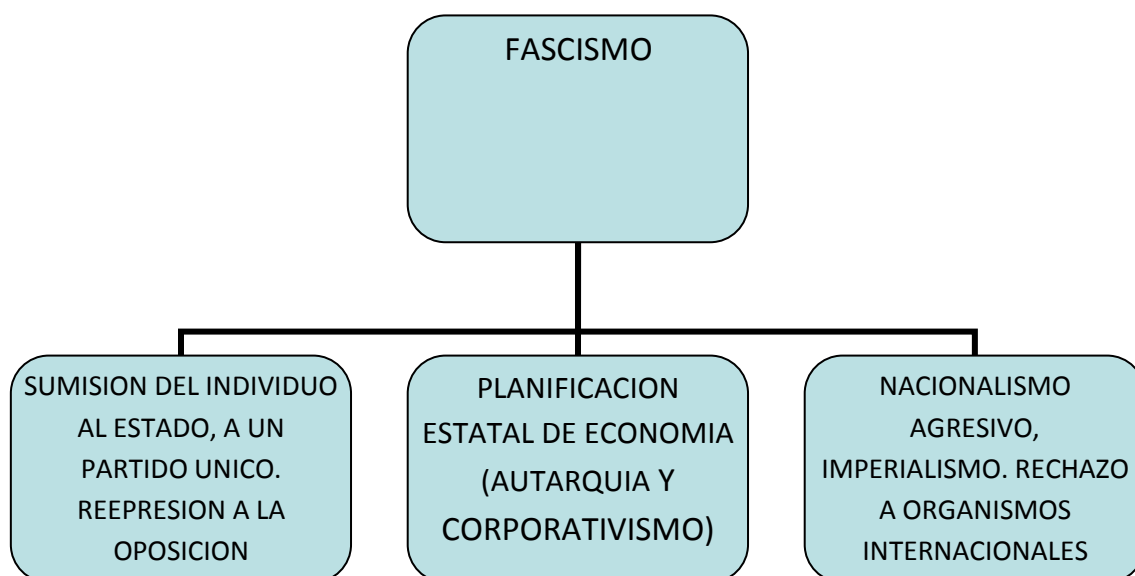 FASCISMO
SUMISION DEL INDIVIDUO
AL ESTADO, A UN
PARTIDO UNICO.
REEPRESION A LA
OPOSICION
PLANIFICACION
ESTATAL DE ECONOMIA
(AUTARQUIA Y
CORPORATIVISMO)
NACIONALISMO
AGRESIVO,
IMPERIALISMO. RECHAZO
A ORGANISMOS
INTERNACIONALES